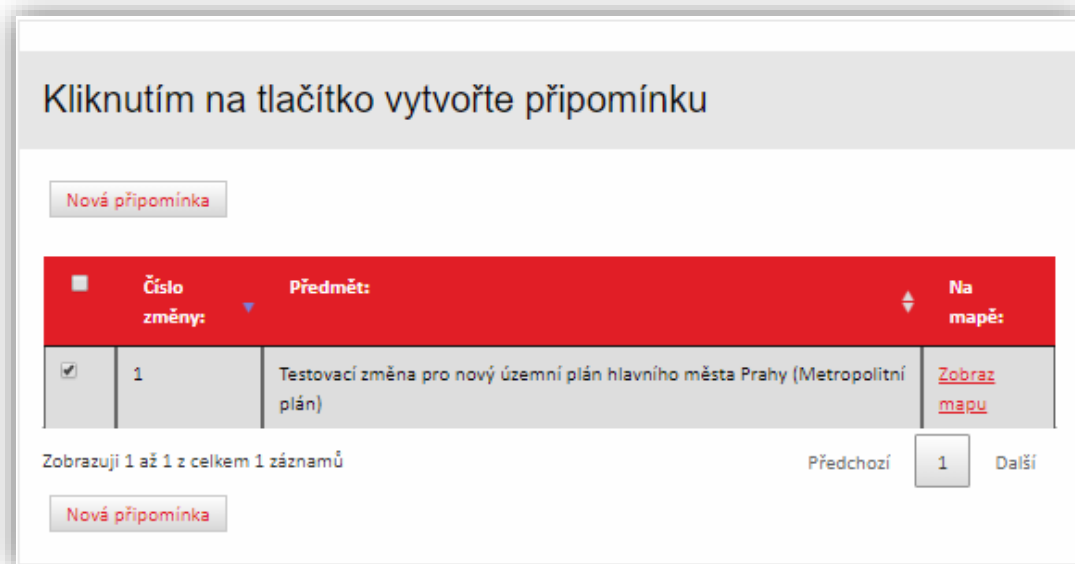 Kliknutím na tlačítko vytvořte připomínku
Nová připomínka
Číslo
změny:
Předmět:
Na
mapě:
1
Testovací změna pro nový územní plán hlavního města Prahy (Metropolitní
plán)
Zobraz
mapu
Zobrazuji 1 až 1 z celkem 1 záznamů
Předchozí 1 Další
Nová připomínka